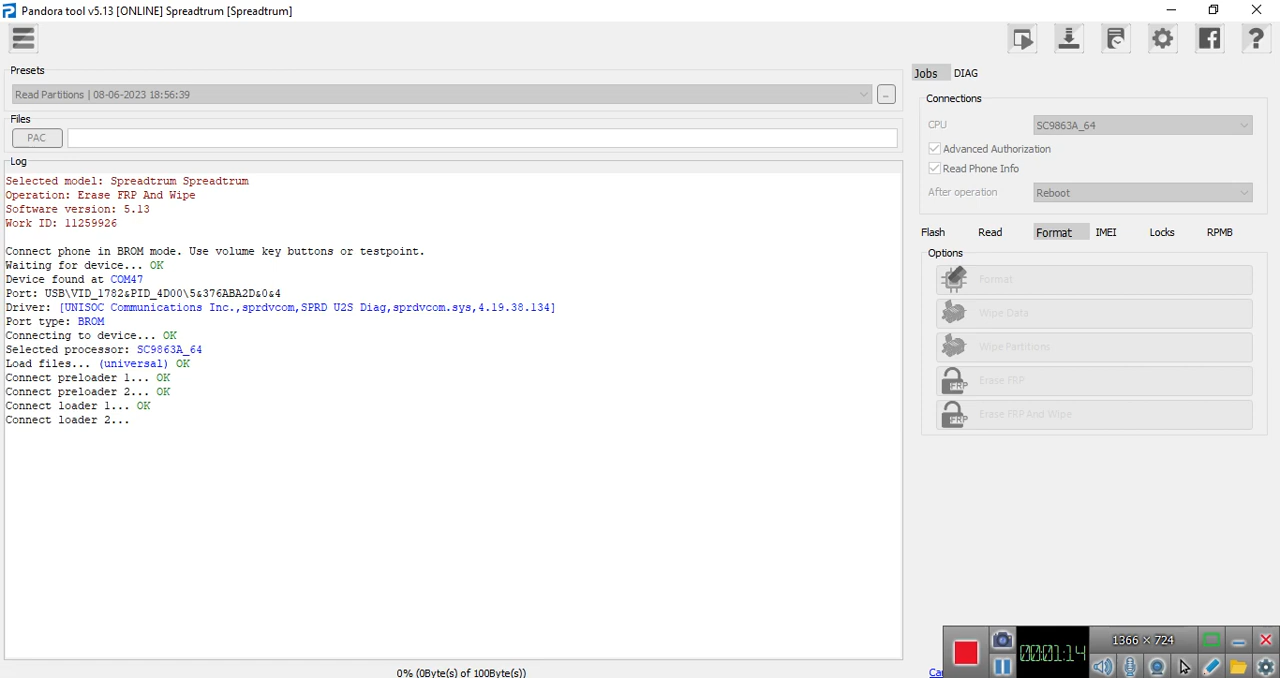 Pandora tool v5.13 [ONLINE] Spreadtrum [Spreadtrum]
Presets
Read Partitions | 08-06-2023 18:56:39
...
Files
PAC
Log
Selected model: Spreadtrum Spreadtrum
Operation: Erase FRP And Wipe
Software version: 5.13
Work ID: 11259926
Connect phone in BROM mode. Use volume key buttons or testpoint.
Waiting for device... OK
Device found at COM47
Port: USB\VID_1782&PID_4D00\5&376ABA2D&0&4
Driver: [UNISOC Communications Inc.,sprdvcom,SPRD U2S Diag,sprdvcom.sys,4.19.38.134]
Port type: BROM
Connecting to device... OK
Selected processor: SC9863A_64
Load files... (universal) OK
Connect preloader 1... OK
Connect preloader 2... OK
Connect loader 1... OK
Connect loader 2...
0% (0Byte(s) of 100Byte(s))
Jobs DIAG
Connections
CPU SC9863A_64
Advanced Authorization
Read Phone Info
After operation Reboot
Flash Read Format IMEI Locks RPMB
Options
Format
Wipe Data
Wipe Partitions
FRP Erase FRP
FRP Erase FRP And Wipe
1366 × 724
00:01:14